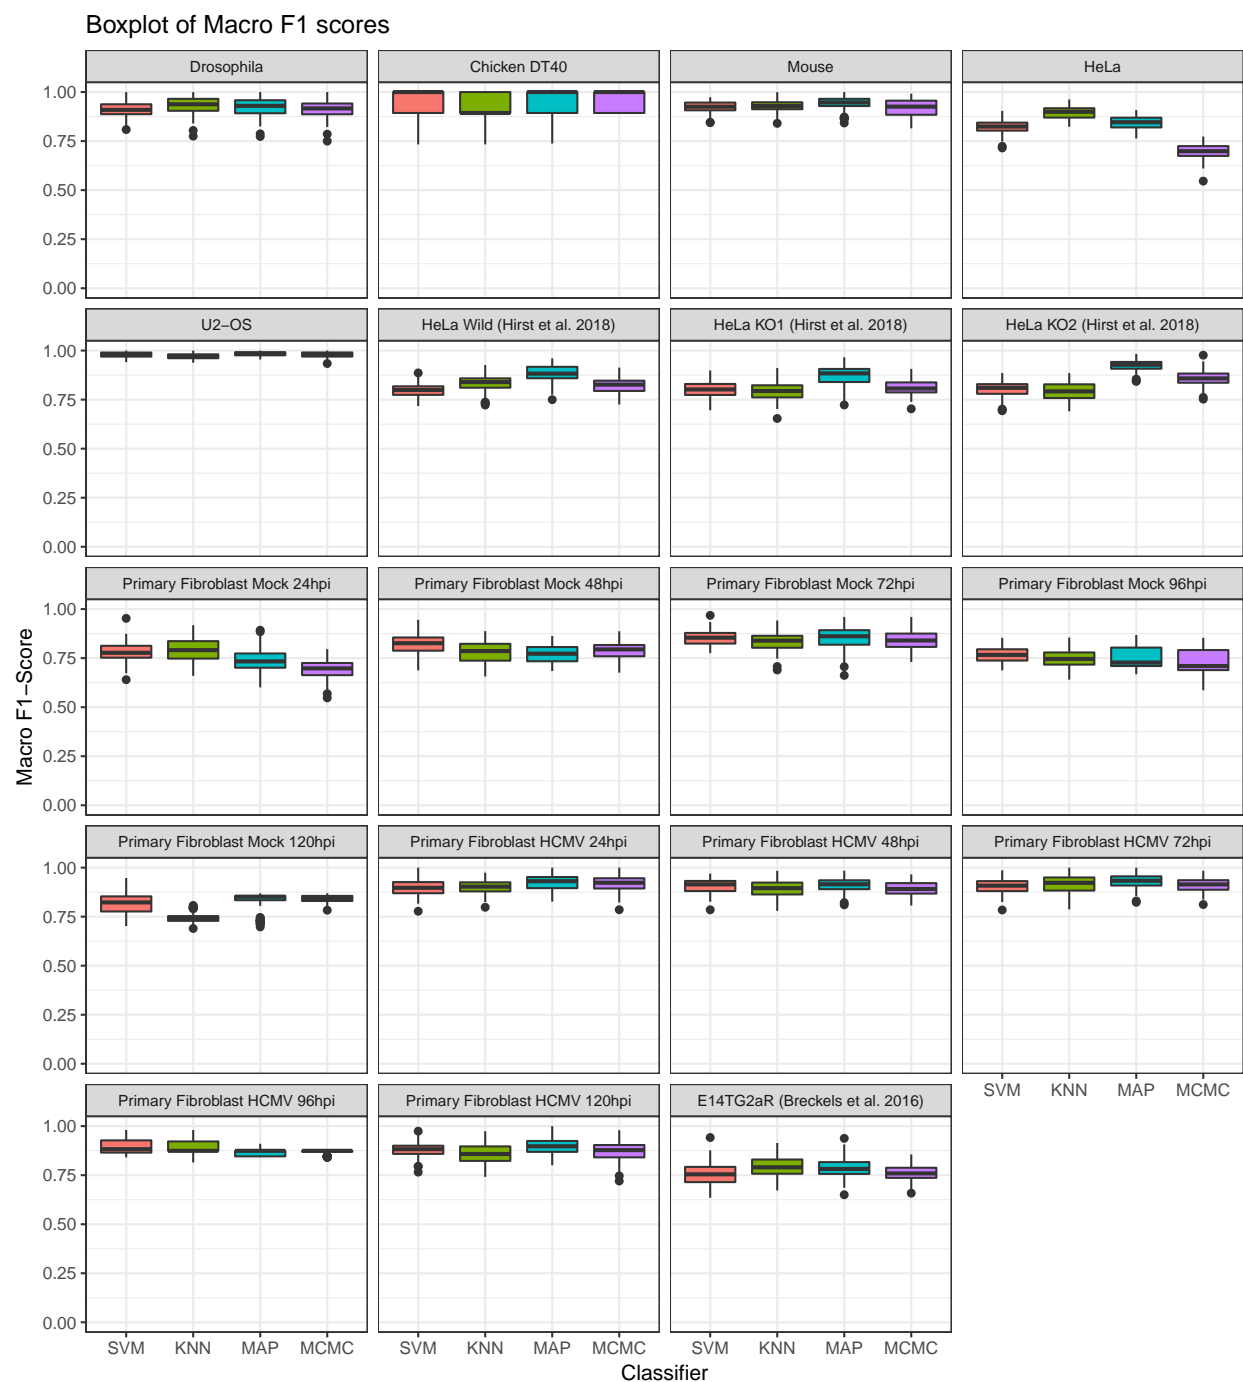 Boxplot of Macro F1 scores
Drosophila
Chicken DT40
Mouse
HeLa
1.00
0.75
0.50
0.25
0.00
U2−OS
HeLa Wild (Hirst et al. 2018)
HeLa KO1 (Hirst et al. 2018)
HeLa KO2 (Hirst et al. 2018)
1.00
0.75
0.50
0.25
0.00
Primary Fibroblast Mock 24hpi
Primary Fibroblast Mock 48hpi
Primary Fibroblast Mock 72hpi
Primary Fibroblast Mock 96hpi
1.00
0.75
0.50
0.25
0.00
Macro F1−Score
Primary Fibroblast Mock 120hpi
Primary Fibroblast HCMV 24hpi
Primary Fibroblast HCMV 48hpi
Primary Fibroblast HCMV 72hpi
1.00
0.75
0.50
0.25
0.00
SVM KNN MAP MCMC
Primary Fibroblast HCMV 96hpi
Primary Fibroblast HCMV 120hpi
E14TG2aR (Breckels et al. 2016)
1.00
0.75
0.50
0.25
0.00
SVM KNN MAP MCMC
SVM KNN MAP MCMC
SVM KNN MAP MCMC
Classifier